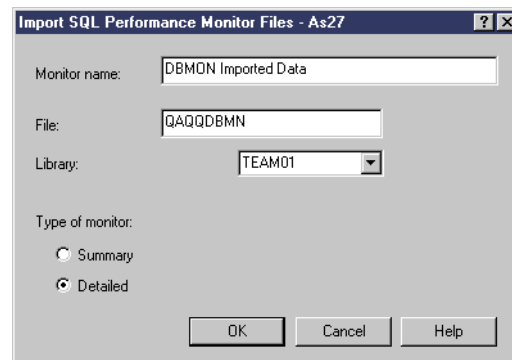 Import SQL Performance Monitor Files - As27
Monitor name: DBMON Imported Data
File: QAQQDBMN
Library: TEAM01
Type of monitor:
Summary
Detailed
OK Cancel Help